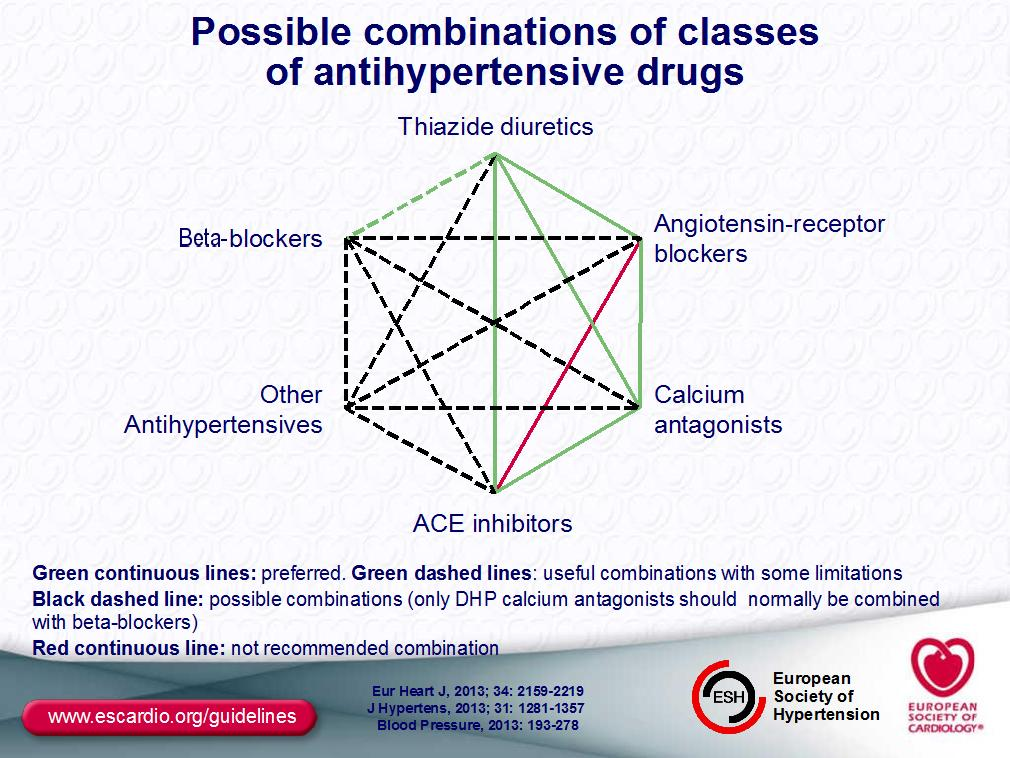 Possible combinations of classes
of antihypertensive drugs
Thiazide diuretics
Beta-blockers
Angiotensin-receptor
blockers
Other
Antihypertensives
Calcium
antagonists
ACE inhibitors
Green continuous lines: preferred. Green dashed lines: useful combinations with some limitations
Black dashed line: possible combinations (only DHP calcium antagonists should normally be combined
with beta-blockers)
Red continuous line: not recommended combination
www.escardio.org/guidelines
Eur Heart J, 2013; 34: 2159-2219
J Hypertens, 2013; 31: 1281-1357
Blood Pressure, 2013: 193-278
ESH
European
Society of
Hypertension
EUROPEAN
SOCIETY OF
CARDIOLOGY®